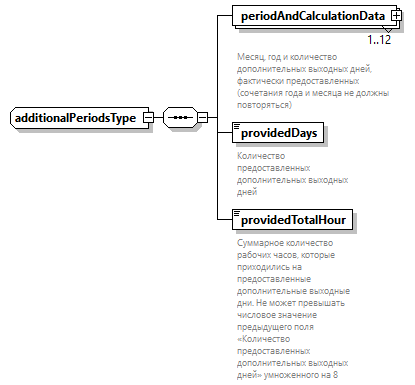 periodAndCalculationData
1..12
Месяц, год и количество
дополнительных выходных дней,
фактически предоставленных
(сочетания года и месяца не должны
повторяться)
additionalPeriodsType
providedDays
Количество
предоставленных
дополнительных выходных
дней
providedTotalHour
Суммарное количество
рабочих часов, которые
приходились на
предоставленные
дополнительные выходные
дни. Не может превышать
числовое значение
предыдущего поля
«Количество
предоставленных
дополнительных выходных
дней» умноженного на 8